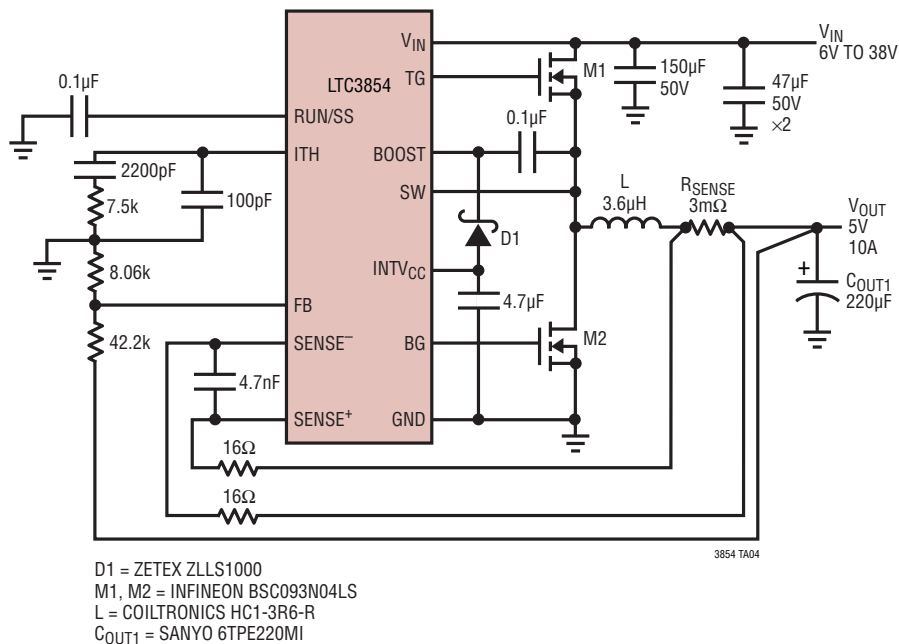 LTC3854
VIN
TG
RUN/SS
ITH
BOOST
SW
INTVCC
FB
SENSE–
BG
SENSE+
GND
0.1µF
2200pF
7.5k
100pF
8.06k
42.2k
4.7nF
16Ω
16Ω
M1
0.1µF
D1
4.7µF
M2
150µF
50V
47µF
50V
×2
VIN
6V TO 38V
L
3.6µH
RSENSE
3mΩ
VOUT
5V
10A
+
COUT1
220µF
3854 TA04
D1 = ZETEX ZLLS1000
M1, M2 = INFINEON BSC093N04LS
L = COILTRONICS HC1-3R6-R
COUT1 = SANYO 6TPE220MI